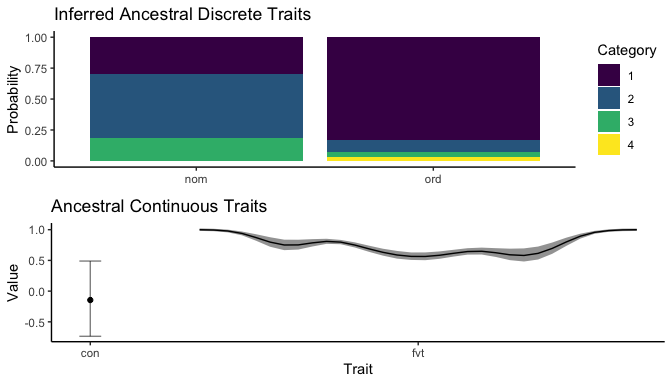 Inferred Ancestral Discrete Traits
Probability
1.00
0.75
0.50
0.25
0.00
nom
ord
Category
1
2
3
4
Ancestral Continuous Traits
Value
1.0
0.5
0.0
-0.5
con
fvt
Trait